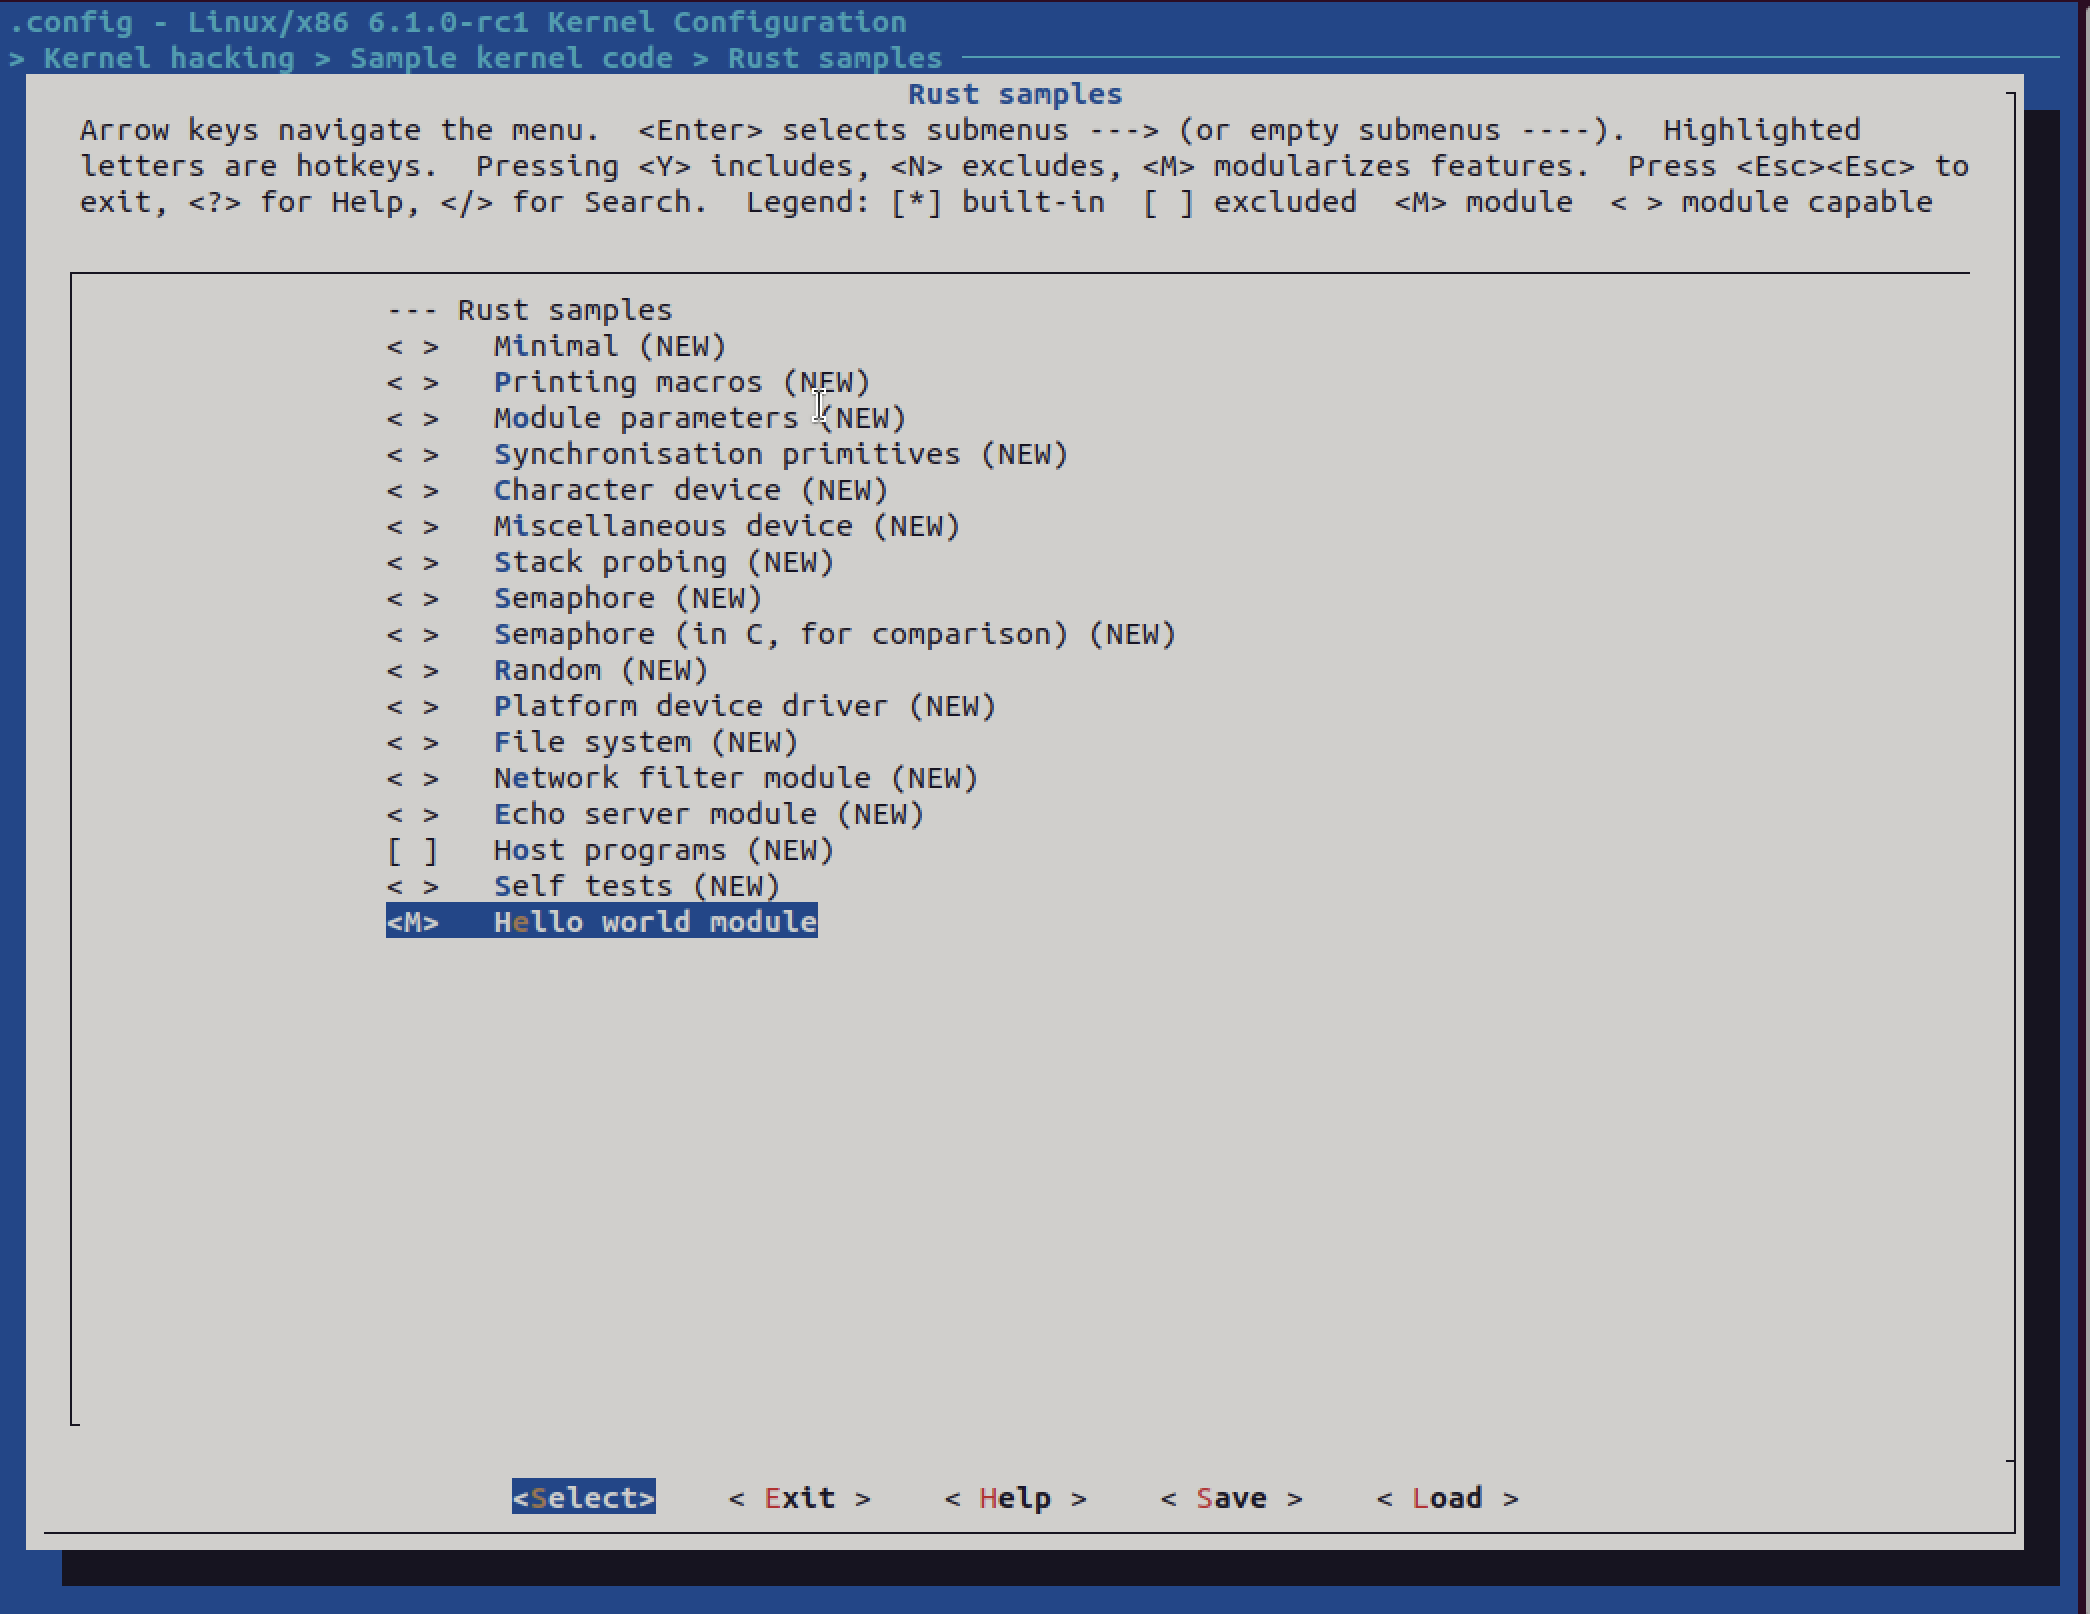 .config - Linux/x86 6.1.0-rc1 Kernel Configuration
> Kernel hacking > Sample kernel code > Rust samples
Rust samples
Arrow keys navigate the menu.  <Enter> selects submenus ---> (or empty submenus ----).  Highlighted
letters are hotkeys.  Pressing <Y> includes, <N> excludes, <M> modularizes features.  Press <Esc><Esc> to
exit, <?> for Help, </> for Search.  Legend: [*] built-in  [ ] excluded  <M> module  < > module capable
--- Rust samples
< >   Minimal (NEW)
< >   Printing macros (NEW)
< >   Module parameters (NEW)
< >   Synchronisation primitives (NEW)
< >   Character device (NEW)
< >   Miscellaneous device (NEW)
< >   Stack probing (NEW)
< >   Semaphore (NEW)
< >   Semaphore (in C, for comparison) (NEW)
< >   Random (NEW)
< >   Platform device driver (NEW)
< >   File system (NEW)
< >   Network filter module (NEW)
< >   Echo server module (NEW)
[ ]   Host programs (NEW)
< >   Self tests (NEW)
<M>   Hello world module
<Select>    < Exit >    < Help >    < Save >    < Load >